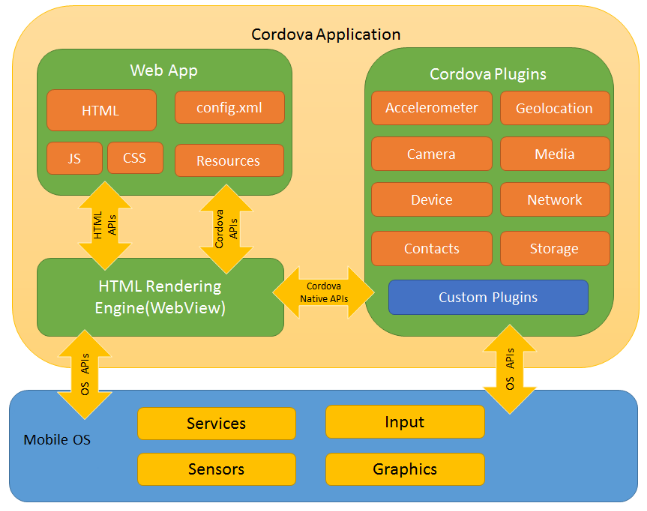 Cordova Application
Web App
HTML
config.xml
JS
CSS
Resources
Cordova Plugins
Accelerometer
Geolocation
Camera
Media
Device
Network
Contacts
Storage
Custom Plugins
HTML
APIs
Cordova
APIs
HTML Rendering
Engine(WebView)
Cordova
Native APIs
OS APIs
OS APIs
Mobile OS
Services
Input
Sensors
Graphics